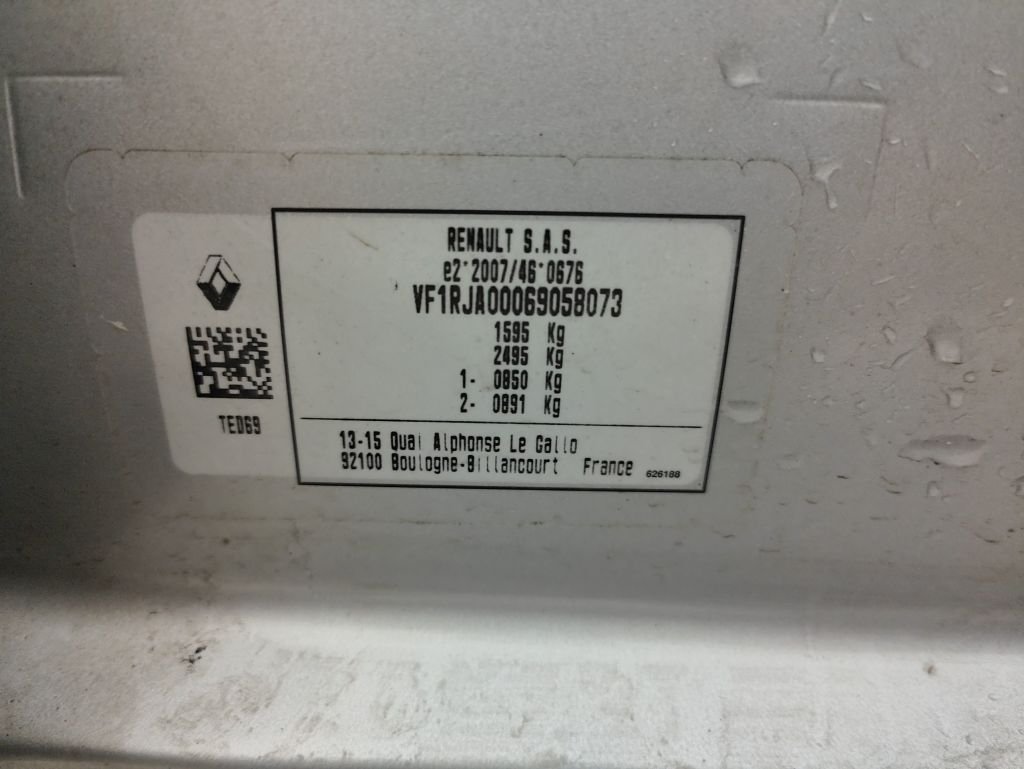 RENAULT S.A.S.
e2*2007/46*0676
VF1RJA00069058073
1595 Kg
2495 Kg
1- 0850 Kg
2- 0891 Kg
TED69
13-15 Quai Alphonse Le Gallo
92100 Boulogne-Billancourt France
626188